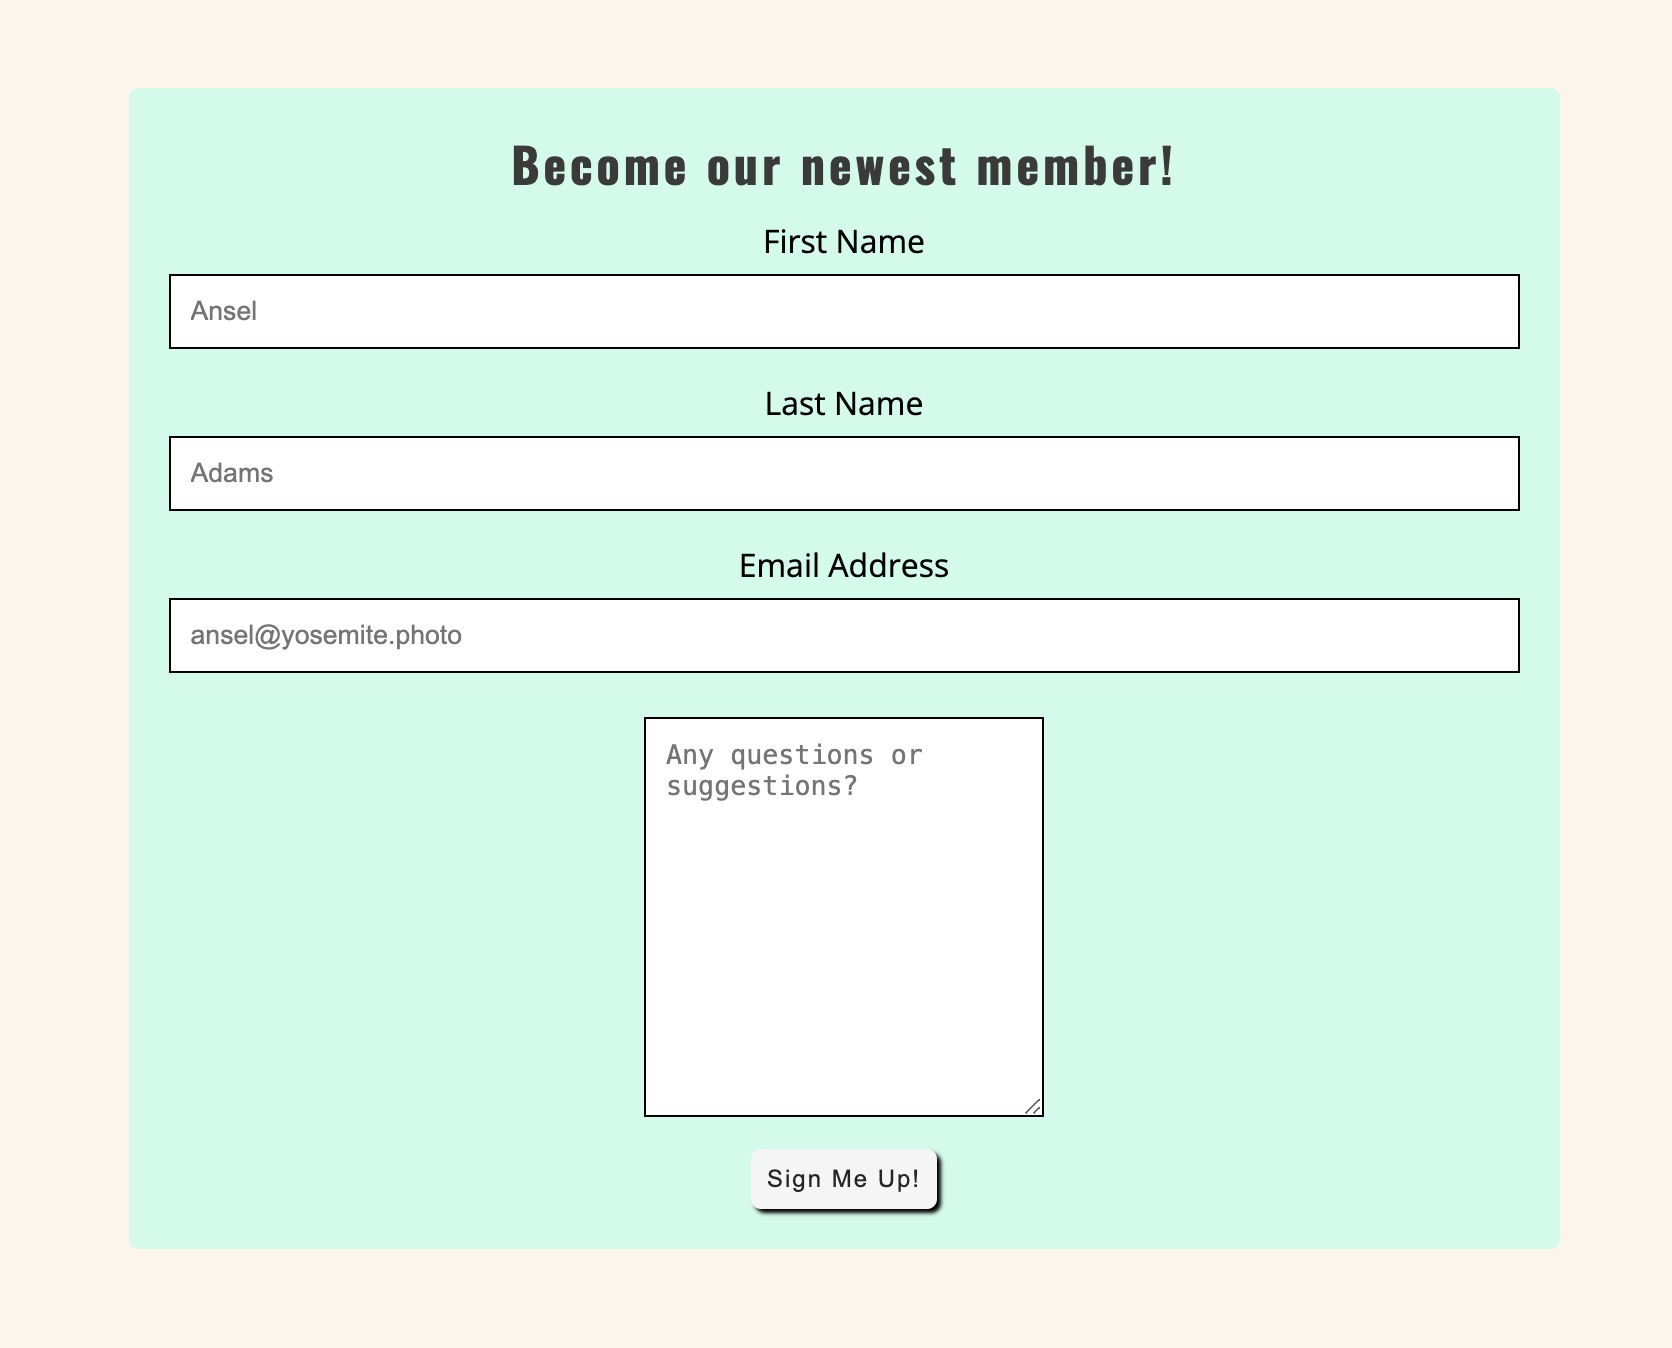 Become our newest member!
First Name
Ansel
Last Name
Adams
Email Address
ansel@yosemite.photo
Any questions or
suggestions?
Sign Me Up!